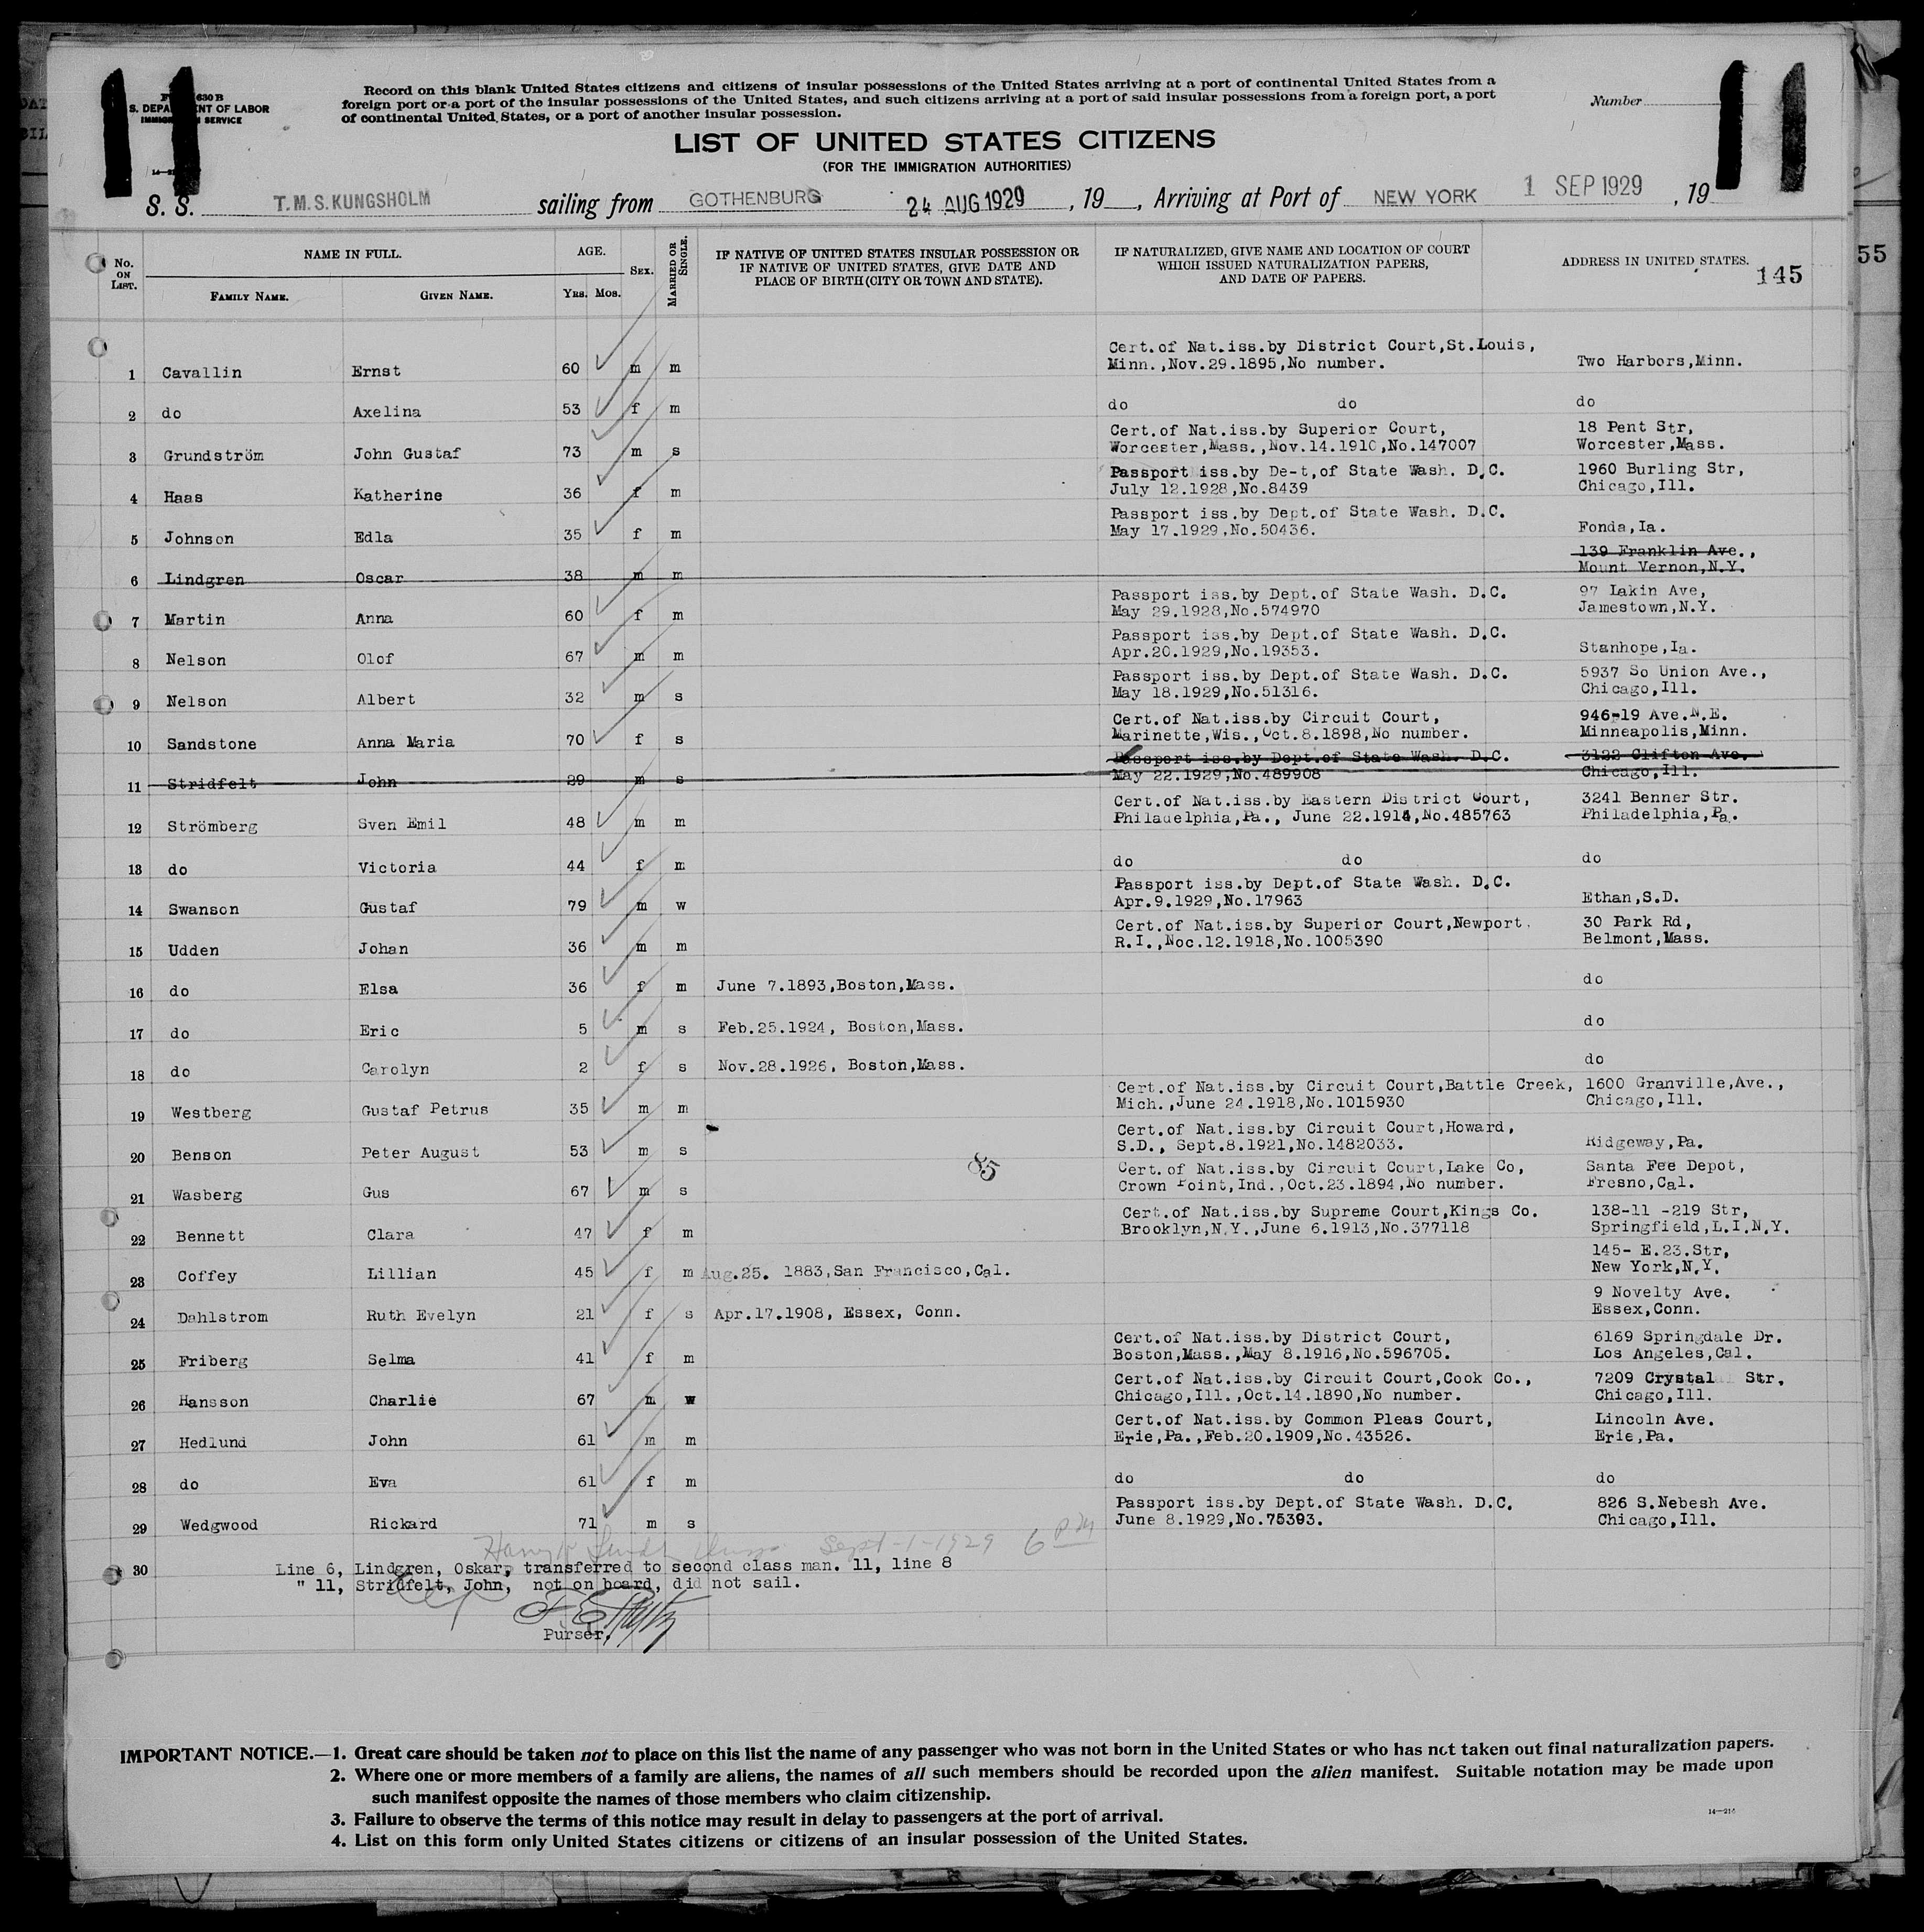 11 11
630 B
S. DEPA NT OF LABOR
IMMIG N SERVICE
Record on this blank United States citizens and citizens of insular possessions of the United States arriving at a port of continental United States from a
foreign port or a port of the insular possessions of the United States, and such citizens arriving at a port of said insular possessions from a foreign port, a port
of continental United States, or a port of another insular possession.
Number
LIST OF UNITED STATES CITIZENS
(FOR THE IMMIGRATION AUTHORITIES)
S. S. T.M.S. KUNGSHOLM sailing from GOTHENBURG 24 AUG 1929, 19 , Arriving at Port of NEW YORK 1 SEP 1929, 19
No. ON LIST. NAME IN FULL. FAMILY NAME. GIVEN NAME. AGE. YRS. MOS. SEX. MARRIED OR SINGLE.
IF NATIVE OF UNITED STATES INSULAR POSSESSION OR
IF NATIVE OF UNITED STATES, GIVE DATE AND
PLACE OF BIRTH (CITY OR TOWN AND STATE).
IF NATURALIZED, GIVE NAME AND LOCATION OF COURT
WHICH ISSUED NATURALIZATION PAPERS,
AND DATE OF PAPERS.
ADDRESS IN UNITED STATES.
145
55
Cert.of Nat.iss.by District Court,St.Louis,
1 Cavallin Ernst 60 m m Minn.,Nov.29.1895,No number. Two Harbors,Minn.
2 do Axelina 53 f m do do do
Cert.of Nat.iss.by Superior Court, 18 Pent Str,
3 Grundström John Gustaf 73 m s Worcester,Mass.,Nov.14.1910,No.147007 Worcester,Mass.
Passport iss.by De-t,of State Wash. D.C. 1960 Burling Str,
4 Haas Katherine 36 f m July 12.1928,No.8439 Chicago,Ill.
Passport iss.by Dept.of State Wash. D.C.
5 Johnson Edla 35 f m May 17.1929,No.50436. Fonda,Ia.
139 Franklin Ave.,
6 Lindgren Oscar 38 m m Mount Vernon,N.Y.
Passport iss.by Dept.of State Wash. D.C. 97 Lakin Ave,
7 Martin Anna 60 f m May 29.1928,No.574970 Jamestown,N.Y.
Passport iss.by Dept.of State Wash. D.C.
8 Nelson Olof 67 m m Apr.20.1929,No.19353. Stanhope,Ia.
Passport iss.by Dept.of State Wash. D.C. 5937 So Union Ave.,
9 Nelson Albert 32 m s May 18.1929,No.51316. Chicago,Ill.
Cert.of Nat.iss.by Circuit Court, 946-19 Ave.N.E.
10 Sandstone Anna Maria 70 f s Marinette,Wis.,Oct.8.1898,No number. Minneapolis,Minn.
Passport iss.by Dept.of State Wash. D.C. 3122 Clifton Ave.
11 Stridfelt John 29 m s May 22.1929,No.489908 Chicago,Ill.
Cert.of Nat.iss.by Eastern District Court, 3241 Benner Str.
12 Strömberg Sven Emil 48 m m Philadelphia,Pa., June 22.1914,No.485763 Philadelphia,Pa.
13 do Victoria 44 f m do do do
Passport iss.by Dept.of State Wash. D.C.
14 Swanson Gustaf 79 m w Apr.9.1929,No.17963 Ethan,S.D.
Cert.of Nat.iss.by Superior Court,Newport. 30 Park Rd,
15 Udden Johan 36 m m R.I.,Noc.12.1918,No.1005390 Belmont,Mass.
16 do Elsa 36 f m June 7.1893,Boston,Mass. do
17 do Eric 5 m s Feb.25.1924, Boston,Mass. do
18 do Carolyn 2 f s Nov.28.1926, Boston,Mass. do
Cert.of Nat.iss.by Circuit Court,Battle Creek, 1600 Granville,Ave.,
19 Westberg Gustaf Petrus 35 m m Mich.,June 24.1918,No.1015930 Chicago,Ill.
Cert.of Nat.iss.by Circuit Court,Howard,
20 Benson Peter August 53 m s S.D., Sept.8.1921,No.1482033. Ridgeway,Pa.
85
Cert.of Nat.iss.by Circuit Court,Lake Co, Santa Fee Depot,
21 Wasberg Gus 67 m s Crown Point,Ind.,Oct.23.1894,No number. Fresno,Cal.
Cert.of Nat.iss.by Supreme Court,Kings Co. 138-11 -219 Str,
22 Bennett Clara 47 f m Brooklyn,N.Y.,June 6.1913,No.377118 Springfield,L.I.N.Y.
145- E.23.Str,
23 Coffey Lillian 45 f m Aug.25. 1883,San Francisco,Cal. New York,N.Y.
9 Novelty Ave.
24 Dahlstrom Ruth Evelyn 21 f s Apr.17.1908, Essex, Conn. Essex,Conn.
Cert.of Nat.iss.by District Court, 6169 Springdale Dr.
25 Friberg Selma 41 f m Boston,Mass.,May 8.1916,No.596705. Los Angeles,Cal.
Cert.of Nat.iss.by Circuit Court,Cook Co., 7209 Crystal Str.
26 Hansson Charlie 67 m w Chicago,Ill.,Oct.14.1890,No number. Chicago,Ill.
Cert.of Nat.iss.by Common Pleas Court, Lincoln Ave.
27 Hedlund John 61 m m Erie,Pa.,Feb.20.1909,No.43526. Erie,Pa.
28 do Eva 61 f m do do do
Passport iss.by Dept.of State Wash. D.C. 826 S.Nebesh Ave.
29 Wedgwood Rickard 71 m s June 8.1929,No.75393. Chicago,Ill.
Sept-1-1929 6 PM
30 Line 6, Lindgren, Oskar, transferred to second class man. 11, line 8
" 11, Stridfelt, John, not on board, did not sail.
Purser.
IMPORTANT NOTICE.—1. Great care should be taken not to place on this list the name of any passenger who was not born in the United States or who has not taken out final naturalization papers.
2. Where one or more members of a family are aliens, the names of all such members should be recorded upon the alien manifest. Suitable notation may be made upon
such manifest opposite the names of those members who claim citizenship.
3. Failure to observe the terms of this notice may result in delay to passengers at the port of arrival.
4. List on this form only United States citizens or citizens of an insular possession of the United States.